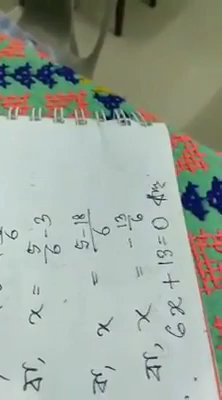 বা, x = 5/6 - 3
বা, x = 5-18/6
বা, x = - 13/6
6x + 13 = 0